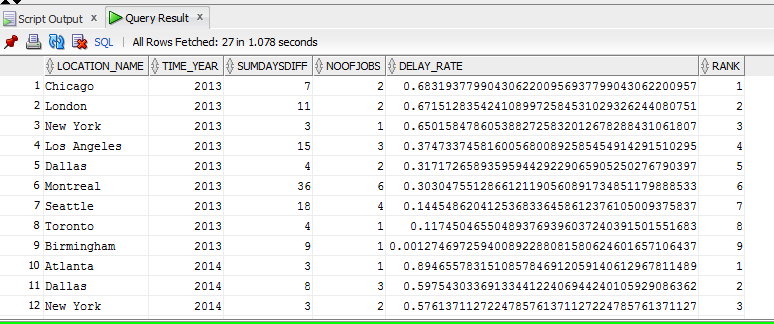 Script Output × Query Result ×
SQL | All Rows Fetched: 27 in 1.078 seconds
LOCATION_NAME TIME_YEAR SUMDAYSDIFF NOOFJOBS DELAY_RATE RANK
1 Chicago 2013 7 2 0.6831937799043062200956937799043062200957 1
2 London 2013 11 2 0.6715128354241089972584531029326244080751 2
3 New York 2013 3 1 0.6501584786053882725832012678288431061807 3
4 Los Angeles 2015 15 3 0.3747337458160056800892585454914291510295 4
5 Dallas 2013 4 2 0.3171726589359594429229065905250276790397 5
6 Montreal 2013 36 6 0.3030475512866121190560891734851179888533 6
7 Seattle 2013 18 4 0.1445486204125368336458612376105009375837 7
8 Toronto 2013 4 1 0.117450465504893769396037240391501551683 8
9 Birmingham 2013 9 1 0.00127469725940089228808158062460165710643​7 9
10 Atlanta 2014 3 1 0.8946557831510857846912059140612967811489 1
11 Dallas 2014 8 3 0.5975430336913344122406944240105929086362 2
12 New York 2014 3 2 0.5761371127224785761371127224785761371127 3